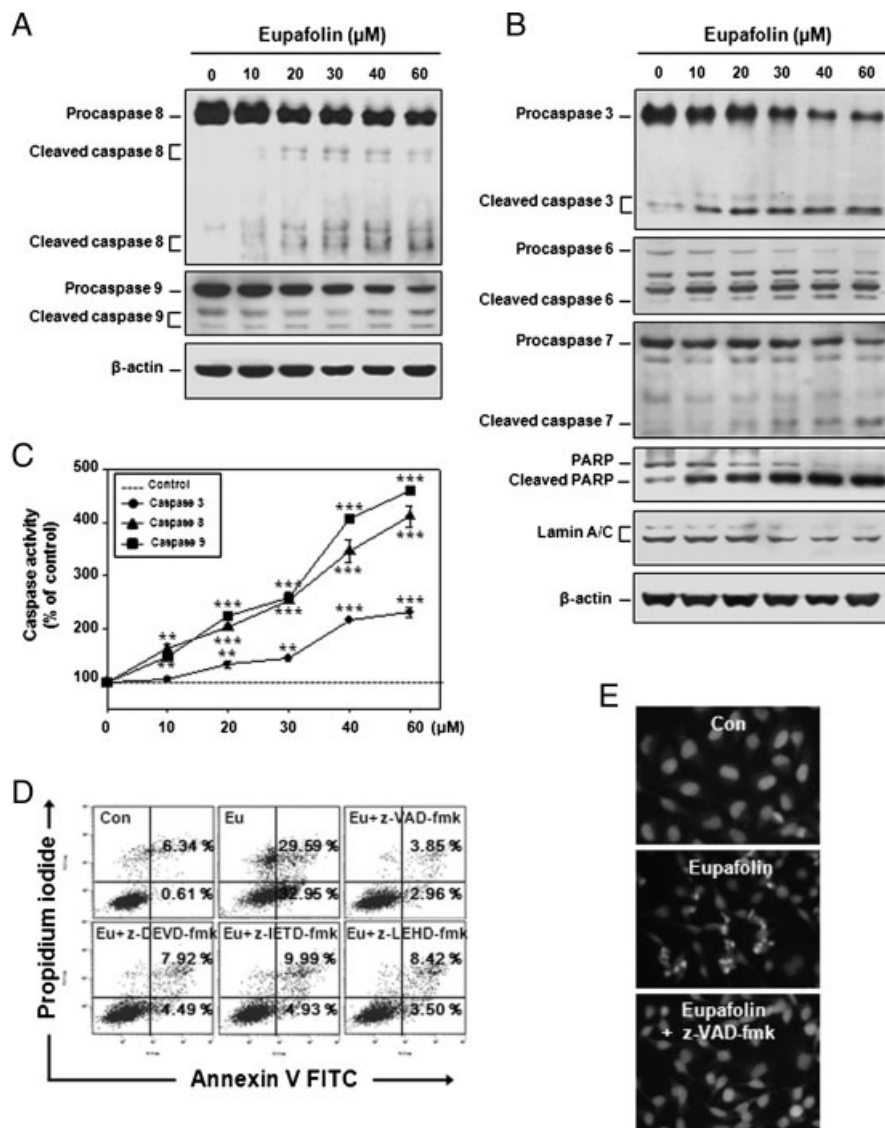 A
Eupafolin (µM)
0 10 20 30 40 60
Procaspase 8
Cleaved caspase 8
Cleaved caspase 8
Procaspase 9
Cleaved caspase 9
β-actin
B
Eupafolin (µM)
0 10 20 30 40 60
Procaspase 3
Cleaved caspase 3
Procaspase 6
Cleaved caspase 6
Procaspase 7
Cleaved caspase 7
PARP
Cleaved PARP
Lamin A/C
β-actin
C
Caspase activity
(% of control)
500
400
300
200
100
Control
Caspase 3
Caspase 8
Caspase 9
**
**
***
***
**
***
***
**
***
***
***
***
***
***
0 10 20 30 40 60 (µM)
D
Propidium iodide
Con
6.34 %
0.61 %
Eu
29.59 %
32.95 %
Eu+ z-VAD-fmk
3.85 %
2.96 %
Eu+ z-DEVD-fmk
7.92 %
4.49 %
Eu+ z-IETD-fmk
9.99 %
4.93 %
Eu+ z-LEHD-fmk
8.42 %
3.50 %
Annexin V FITC
E
Con
Eupafolin
Eupafolin
+ z-VAD-fmk